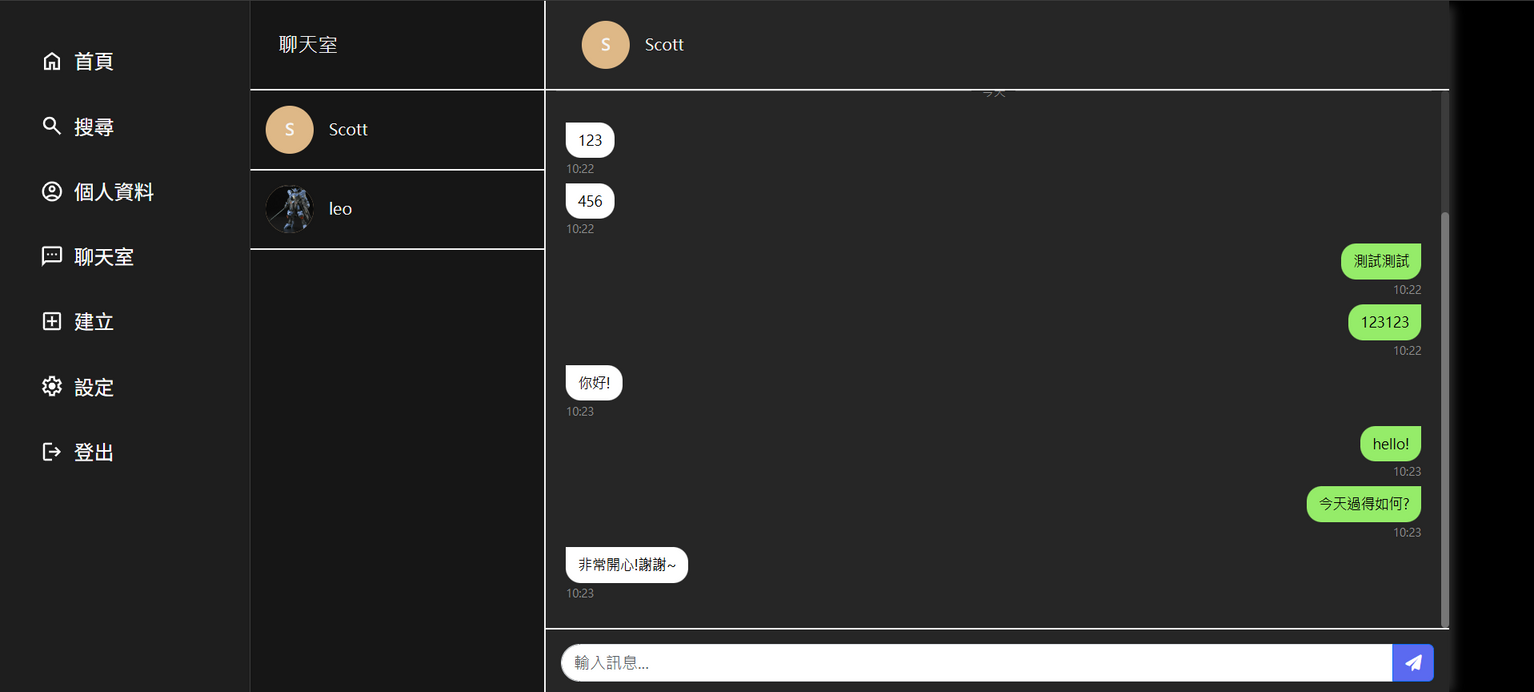 首頁
搜尋
個人資料
聊天室
建立
設定
登出
聊天室
S Scott
leo
S Scott
今天
123
10:22
456
10:22
測試測試
10:22
123123
10:22
你好!
10:23
hello!
10:23
今天過得如何?
10:23
非常開心!謝謝~
10:23
輸入訊息...